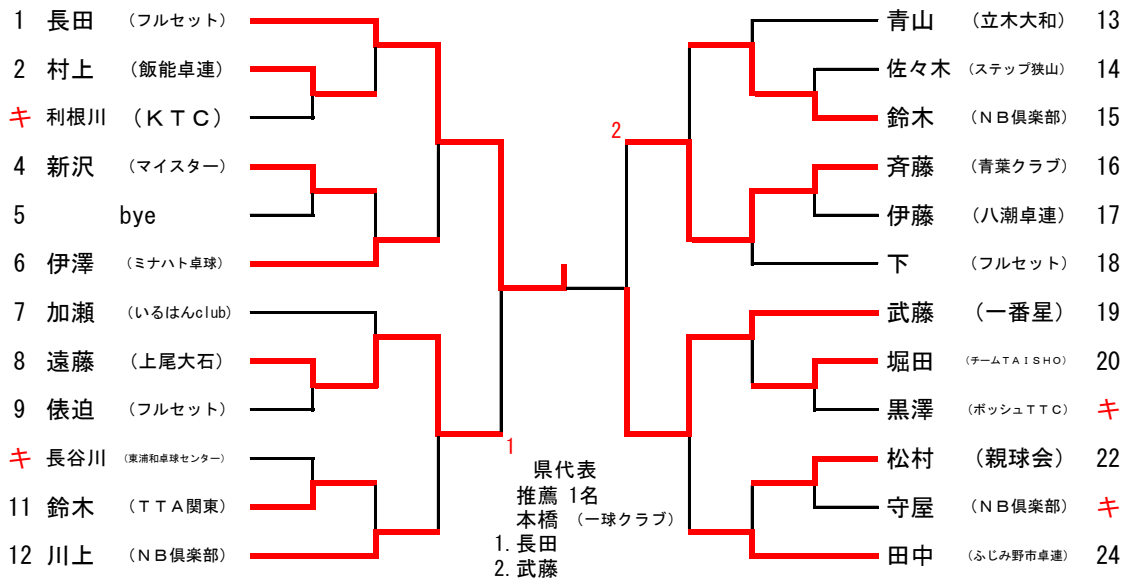 1 長田 (フルセット)
2 村上 (飯能卓連)
キ 利根川 (KTC)
4 新沢 (マイスター)
5 bye
6 伊澤 (ミナハト卓球)
7 加瀬 (いるはんclub)
8 遠藤 (上尾大石)
9 俵迫 (フルセット)
キ 長谷川 (東浦和卓球センター)
11 鈴木 (TTA関東)
12 川上 (NB倶楽部)
1
2
青山 (立木大和) 13
佐々木 (ステップ狭山) 14
鈴木 (NB倶楽部) 15
斉藤 (青葉クラブ) 16
伊藤 (八潮卓連) 17
下 (フルセット) 18
武藤 (一番星) 19
堀田 (チームTAISHO) 20
黒澤 (ボッシュTTC) キ
松村 (親球会) 22
守屋 (NB倶楽部) キ
田中 (ふじみ野市卓連) 24
県代表
推薦 1名
本橋 (一球クラブ)
1. 長田
2. 武藤